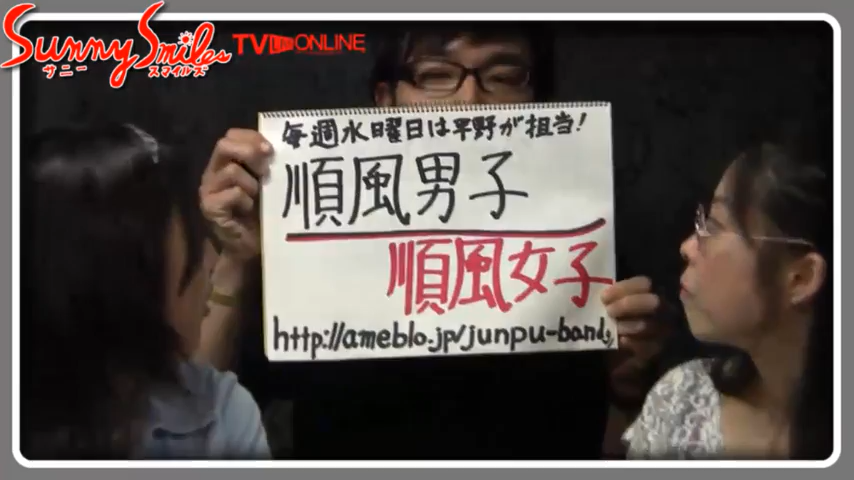 Sunny Smiles
サニー スマイルズ
TV LIVE ONLINE
毎週水曜日は平野が担当!
順風男子
順風女子
http://ameblo.jp/junpu-band/